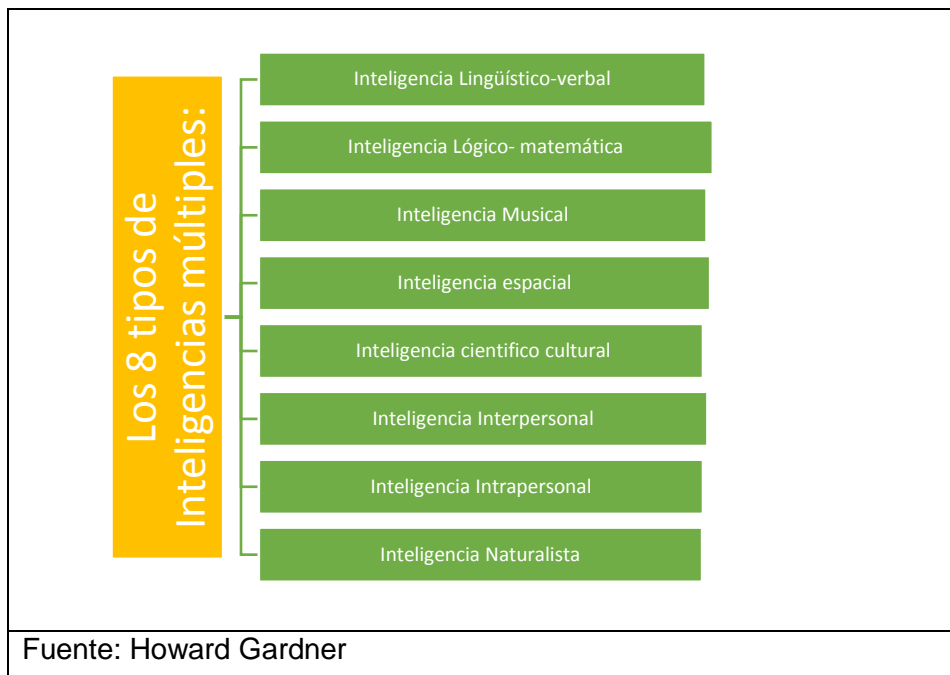 Los 8 tipos de
Inteligencias múltiples:
Inteligencia Lingüístico-verbal
Inteligencia Lógico- matemática
Inteligencia Musical
Inteligencia espacial
Inteligencia cientifico cultural
Inteligencia Interpersonal
Inteligencia Intrapersonal
Inteligencia Naturalista
Fuente: Howard Gardner